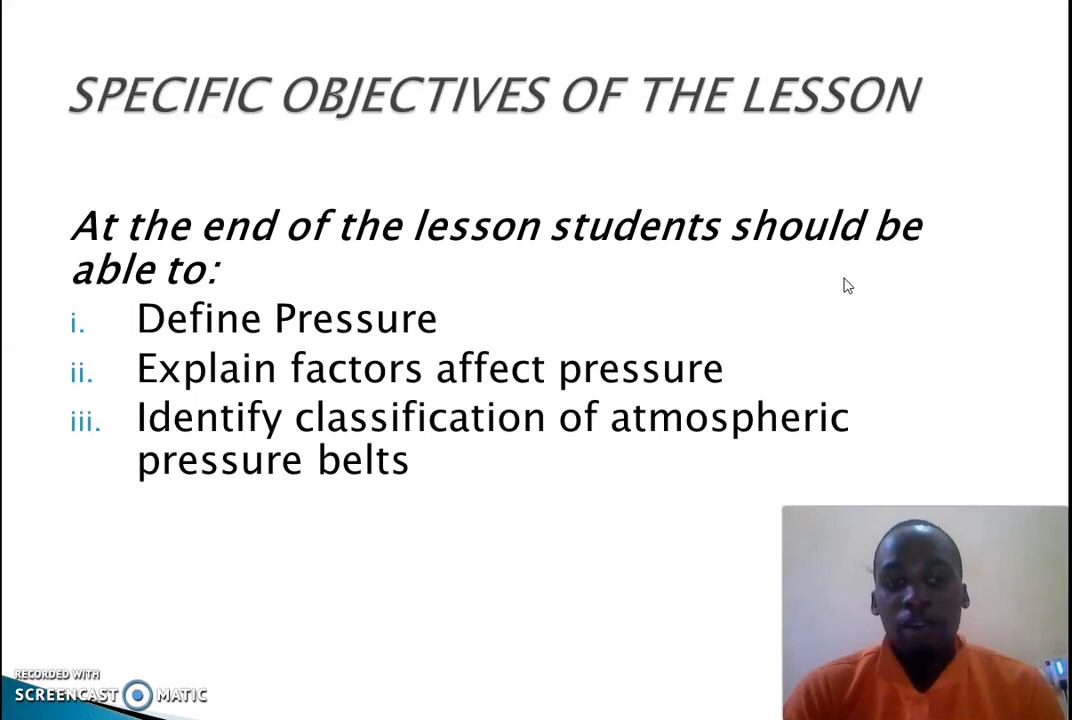 SPECIFIC OBJECTIVES OF THE LESSON
At the end of the lesson students should be
able to:
i. Define Pressure
ii. Explain factors affect pressure
iii. Identify classification of atmospheric
pressure belts
RECORDED WITH
SCREENCAST MATIC